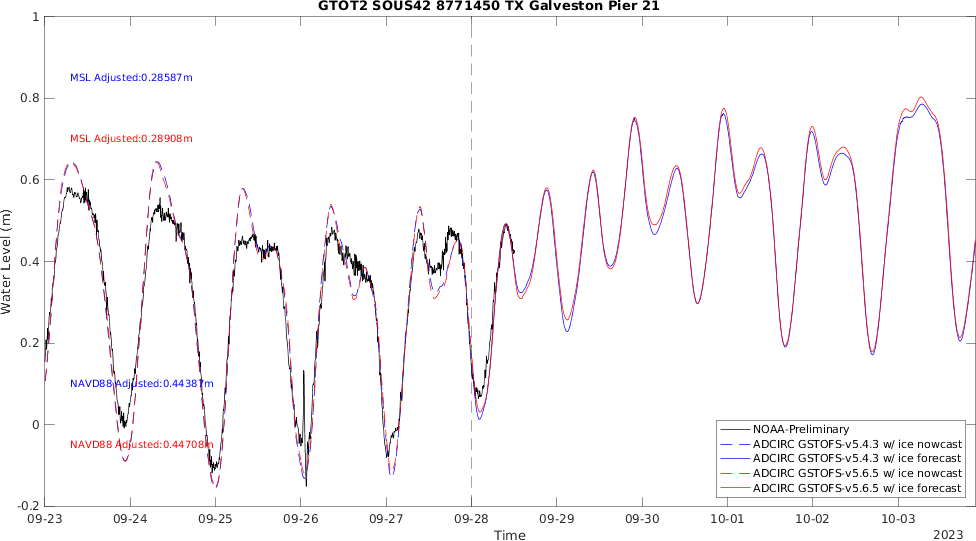 GTOT2 SOUS42 8771450 TX Galveston Pier 21
1
0.8
0.6
0.4
0.2
0
-0.2
Water Level (m)
MSL Adjusted:0.28587m
MSL Adjusted:0.28908m
NAVD88 Adjusted:0.44387m
NAVD88 Adjusted:0.44708m
NOAA-Preliminary
ADCIRC GSTOFS-v5.4.3 w/ ice nowcast
ADCIRC GSTOFS-v5.4.3 w/ ice forecast
ADCIRC GSTOFS-v5.6.5 w/ ice nowcast
ADCIRC GSTOFS-v5.6.5 w/ ice forecast
09-23 09-24 09-25 09-26 09-27 09-28 09-29 09-30 10-01 10-02 10-03
Time
2023